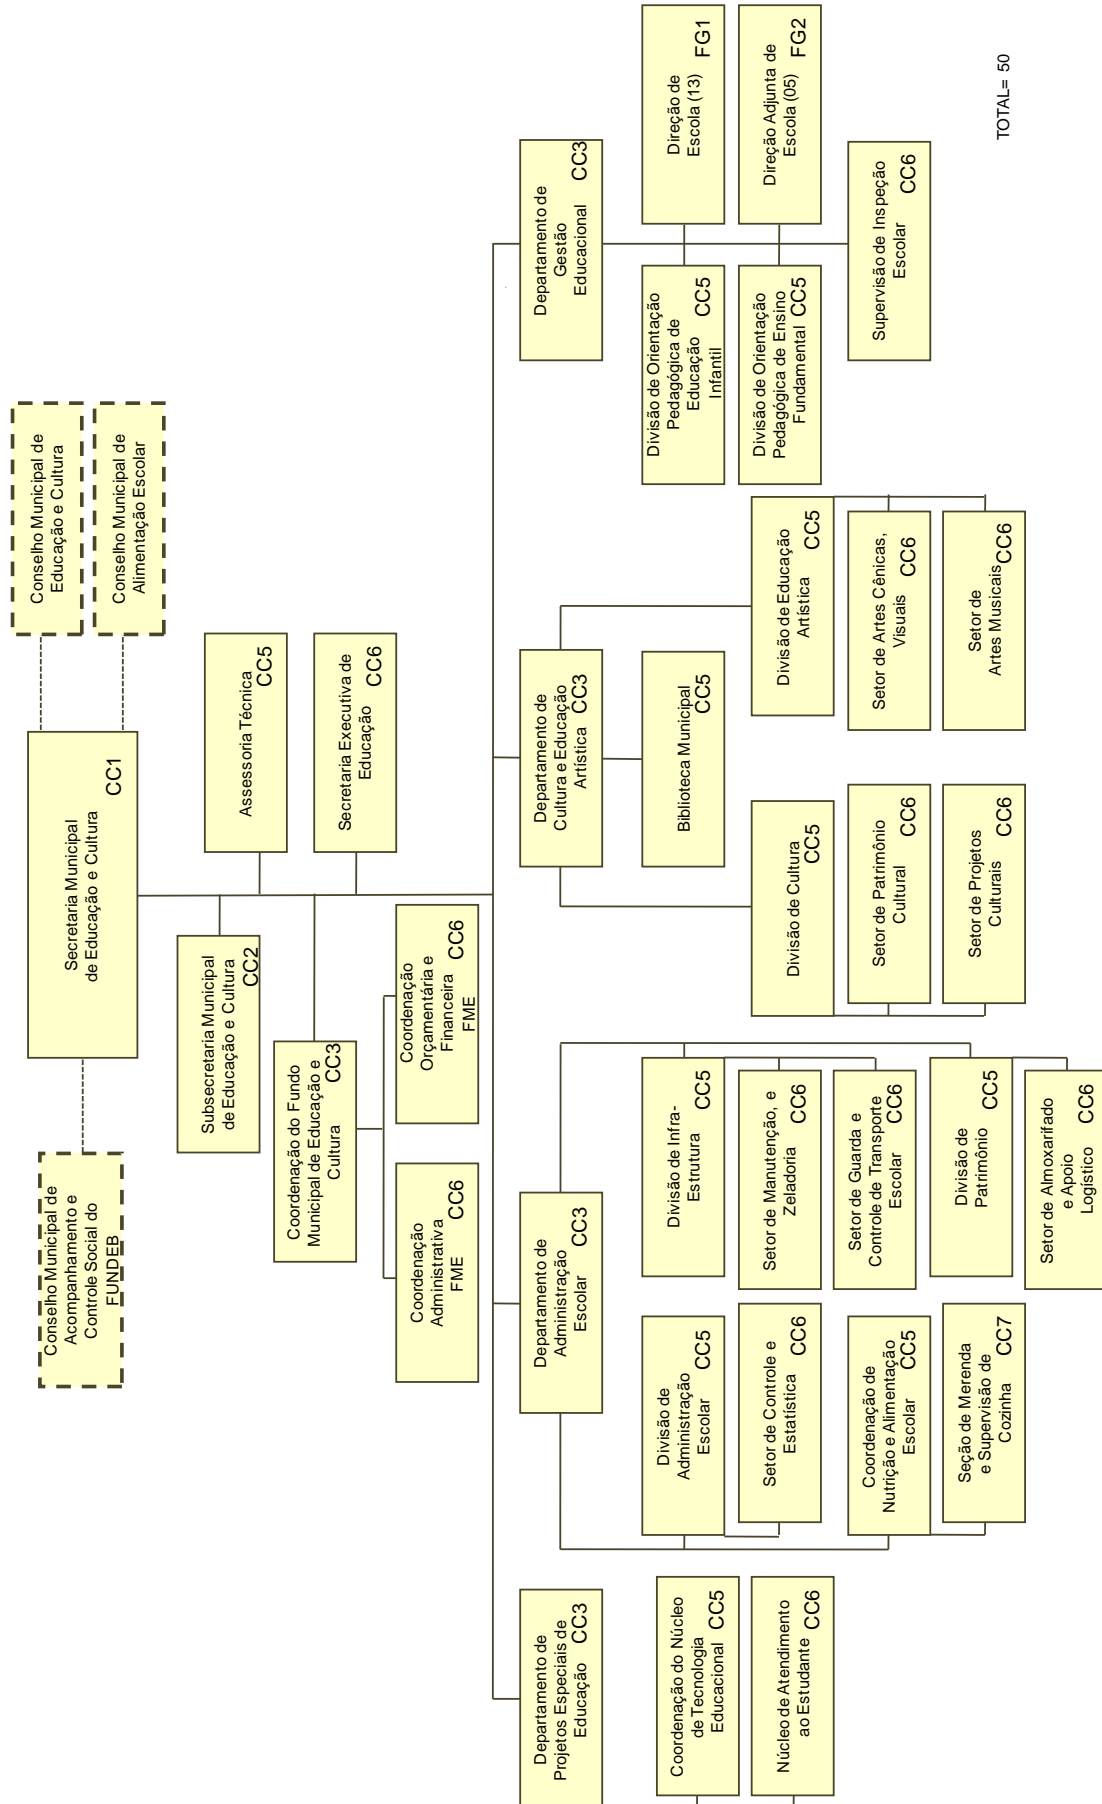 Conselho Municipal de
Acompanhamento e
Controle Social do
FUNDEB
Secretaria Municipal
de Educação e Cultura
CC1
Conselho Municipal de
Educação e Cultura
Conselho Municipal de
Alimentação Escolar
Subsecretaria Municipal
de Educação e Cultura
CC2
Assessoria Técnica
CC5
Coordenação do Fundo
Municipal de Educação e
Cultura CC3
Secretaria Executiva de
Educação CC6
Coordenação
Administrativa
FME CC6
Coordenação
Orçamentária e
Financeira
FME CC6
Departamento de
Projetos Especiais de
Educação CC3
Departamento de
Administração
Escolar CC3
Departamento de
Cultura e Educação
Artística CC3
Departamento de
Gestão
Educacional CC3
Coordenação do Núcleo
de Tecnologia
Educacional CC5
Núcleo de Atendimento
ao Estudante CC6
Divisão de
Administração
Escolar CC5
Setor de Controle e
Estatística CC6
Coordenação de
Nutrição e Alimentação
Escolar CC5
Seção de Merenda
e Supervisão de
Cozinha CC7
Divisão de Infra-
Estrutura CC5
Setor de Manutenção, e
Zeladoria CC6
Setor de Guarda e
Controle de Transporte
Escolar CC6
Divisão de
Patrimônio CC5
Setor de Almoxarifado
e Apoio
Logístico CC6
Biblioteca Municipal
CC5
Divisão de Cultura
CC5
Setor de Patrimônio
Cultural CC6
Setor de Projetos
Culturais CC6
Divisão de Educação
Artística CC5
Setor de Artes Cênicas,
Visuais CC6
Setor de
Artes Musicais CC6
Divisão de Orientação
Pedagógica de
Educação
Infantil CC5
Direção de
Escola (13) FG1
Divisão de Orientação
Pedagógica de Ensino
Fundamental CC5
Direção Adjunta de
Escola (05) FG2
Supervisão de Inspeção
Escolar CC6
TOTAL= 50